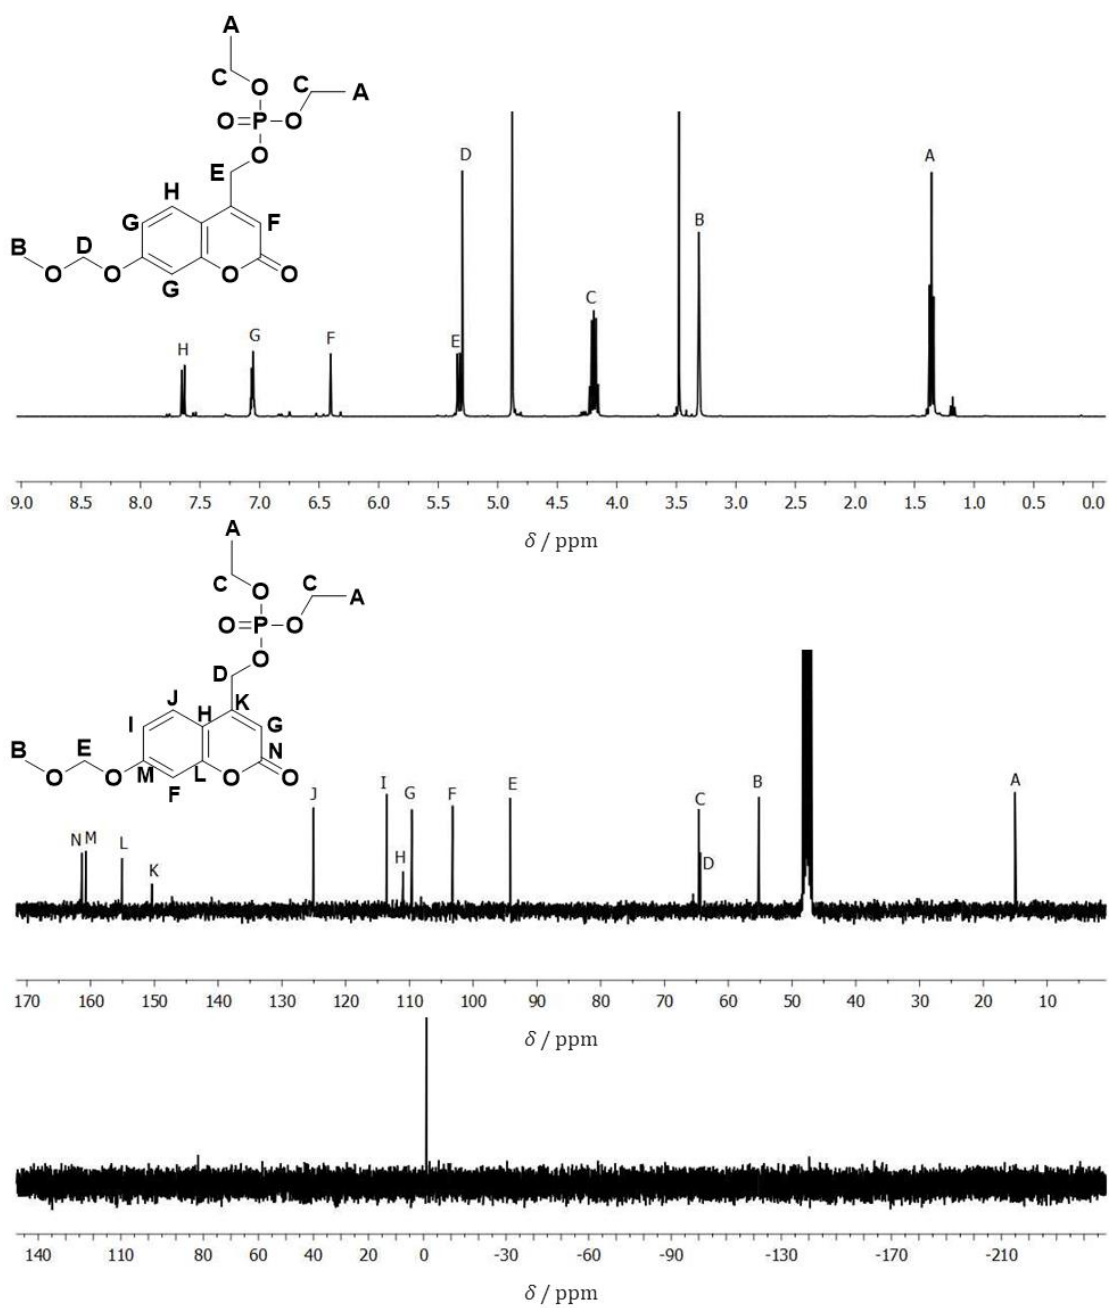 A
C
O
C
A
O=P-O
O
E
D
A
H
G
F
B
D
O
O
O
O
G
B
C
E
H
G
F
9.0 8.5 8.0 7.5 7.0 6.5 6.0 5.5 5.0 4.5 4.0 3.5 3.0 2.5 2.0 1.5 1.0 0.5 0.0
δ / ppm
A
C
O
C
A
O=P-O
O
D
K
J
H
G
I
B
E
N
O
O
M
L
O
O
F
J
I
G
F
E
C
B
A
N M
L
H
D
K
170 160 150 140 130 120 110 100 90 80 70 60 50 40 30 20 10
δ / ppm
140 110 80 60 40 20 0 -30 -60 -90 -130 -170 -210
δ / ppm